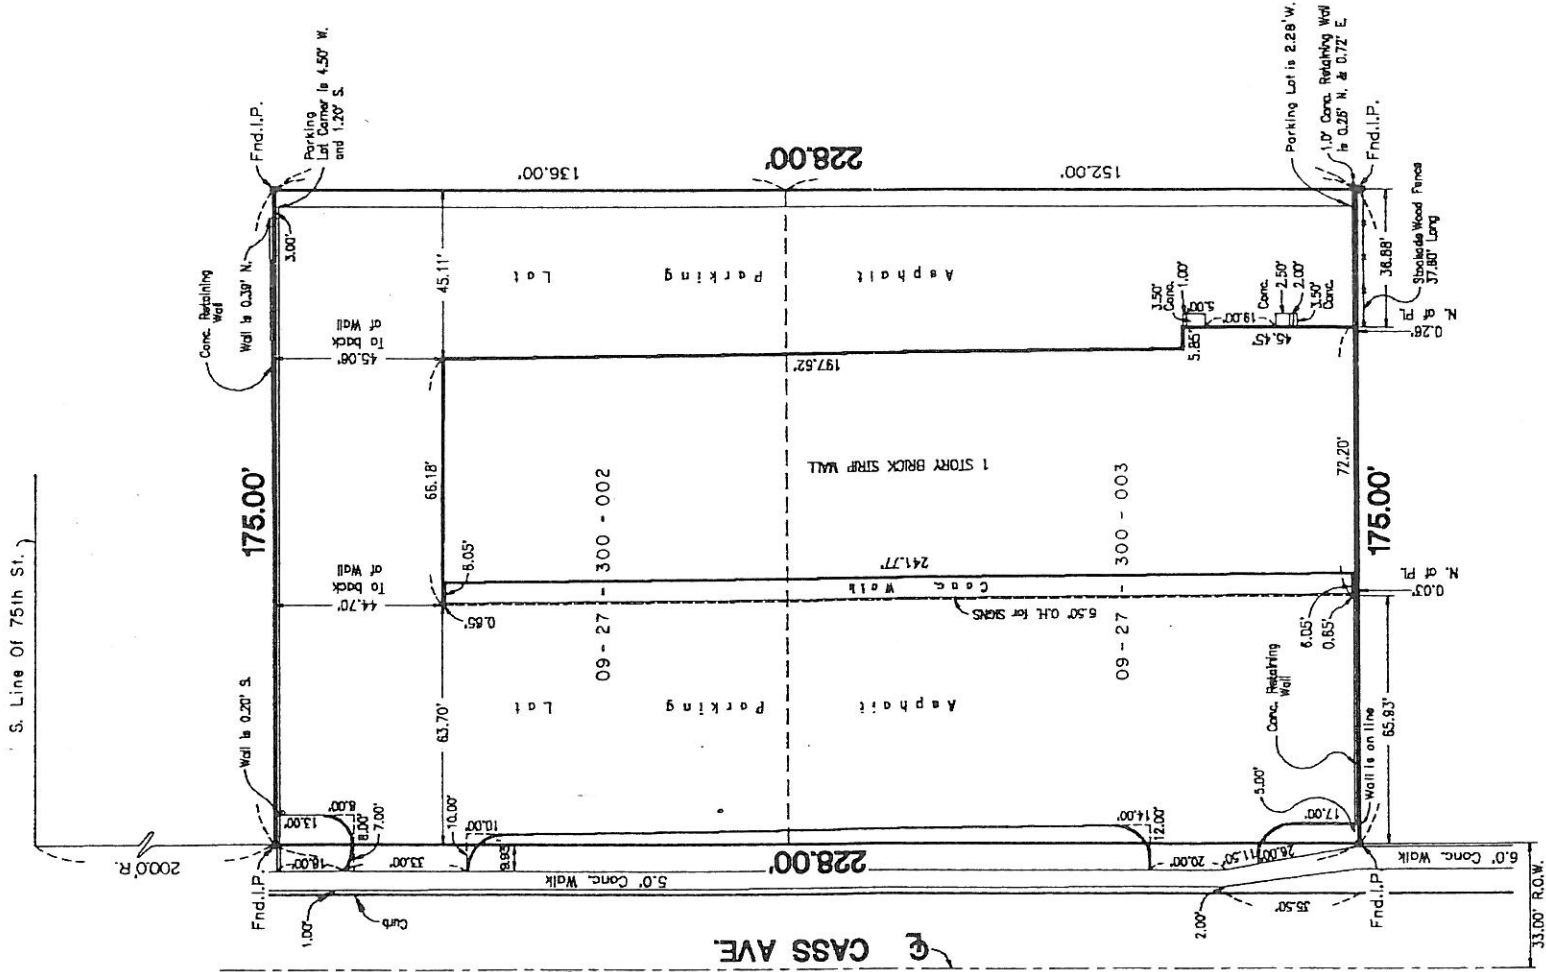 S. Line Of 75th St.
200.0' R.
Fnd.I.P.
Wall is 0.20' S.
175.00'
Conc. Retaining
Wall
Wall is 0.39' N.
Fnd.I.P.
Parking
Lot Corner is 4.50' W.
and 1.20' S.
3.00'
44.70'
To back
of Wall
45.06'
To back
of Wall
63.70'
66.18'
45.11'
6.05'
0.65'
136.00'
228.00'
152.00'
Asphalt Parking Lot
197.62'
1 STORY BRICK STRIP MALL
09 - 27 - 300 - 002
09 - 27 - 300 - 003
241.77'
Conc. Walk
6.50' O.H. for SIGNS
Asphalt Parking Lot
5.85'
3.50'
Conc.
1.00'
5.00'
19.00'
Conc.
2.50'
2.00'
3.50'
Conc.
45.45'
Parking Lot is 2.28' W.
1.0' Conc. Retaining Wall
is 0.26' N. & 0.72' E.
Fnd.I.P.
38.88'
Stockade Wood Fence
37.80' Long
N. of PL
0.26'
72.20'
175.00'
N. of PL
0.03'
6.05'
0.65'
Conc. Retaining
Wall
65.93'
Wall is on line
5.00'
17.00'
13.00'
8.00'
8.00'
7.00'
16.00'
33.00'
10.00'
10.00'
9.93'
228.00'
14.00'
12.00'
20.00'
11.50'
26.00'
5.0' Conc. Walk
6.0' Conc. Walk
1.00'
Curb
2.00'
35.50'
Fnd.I.P.
33.00' R.O.W.
CASS AVE.